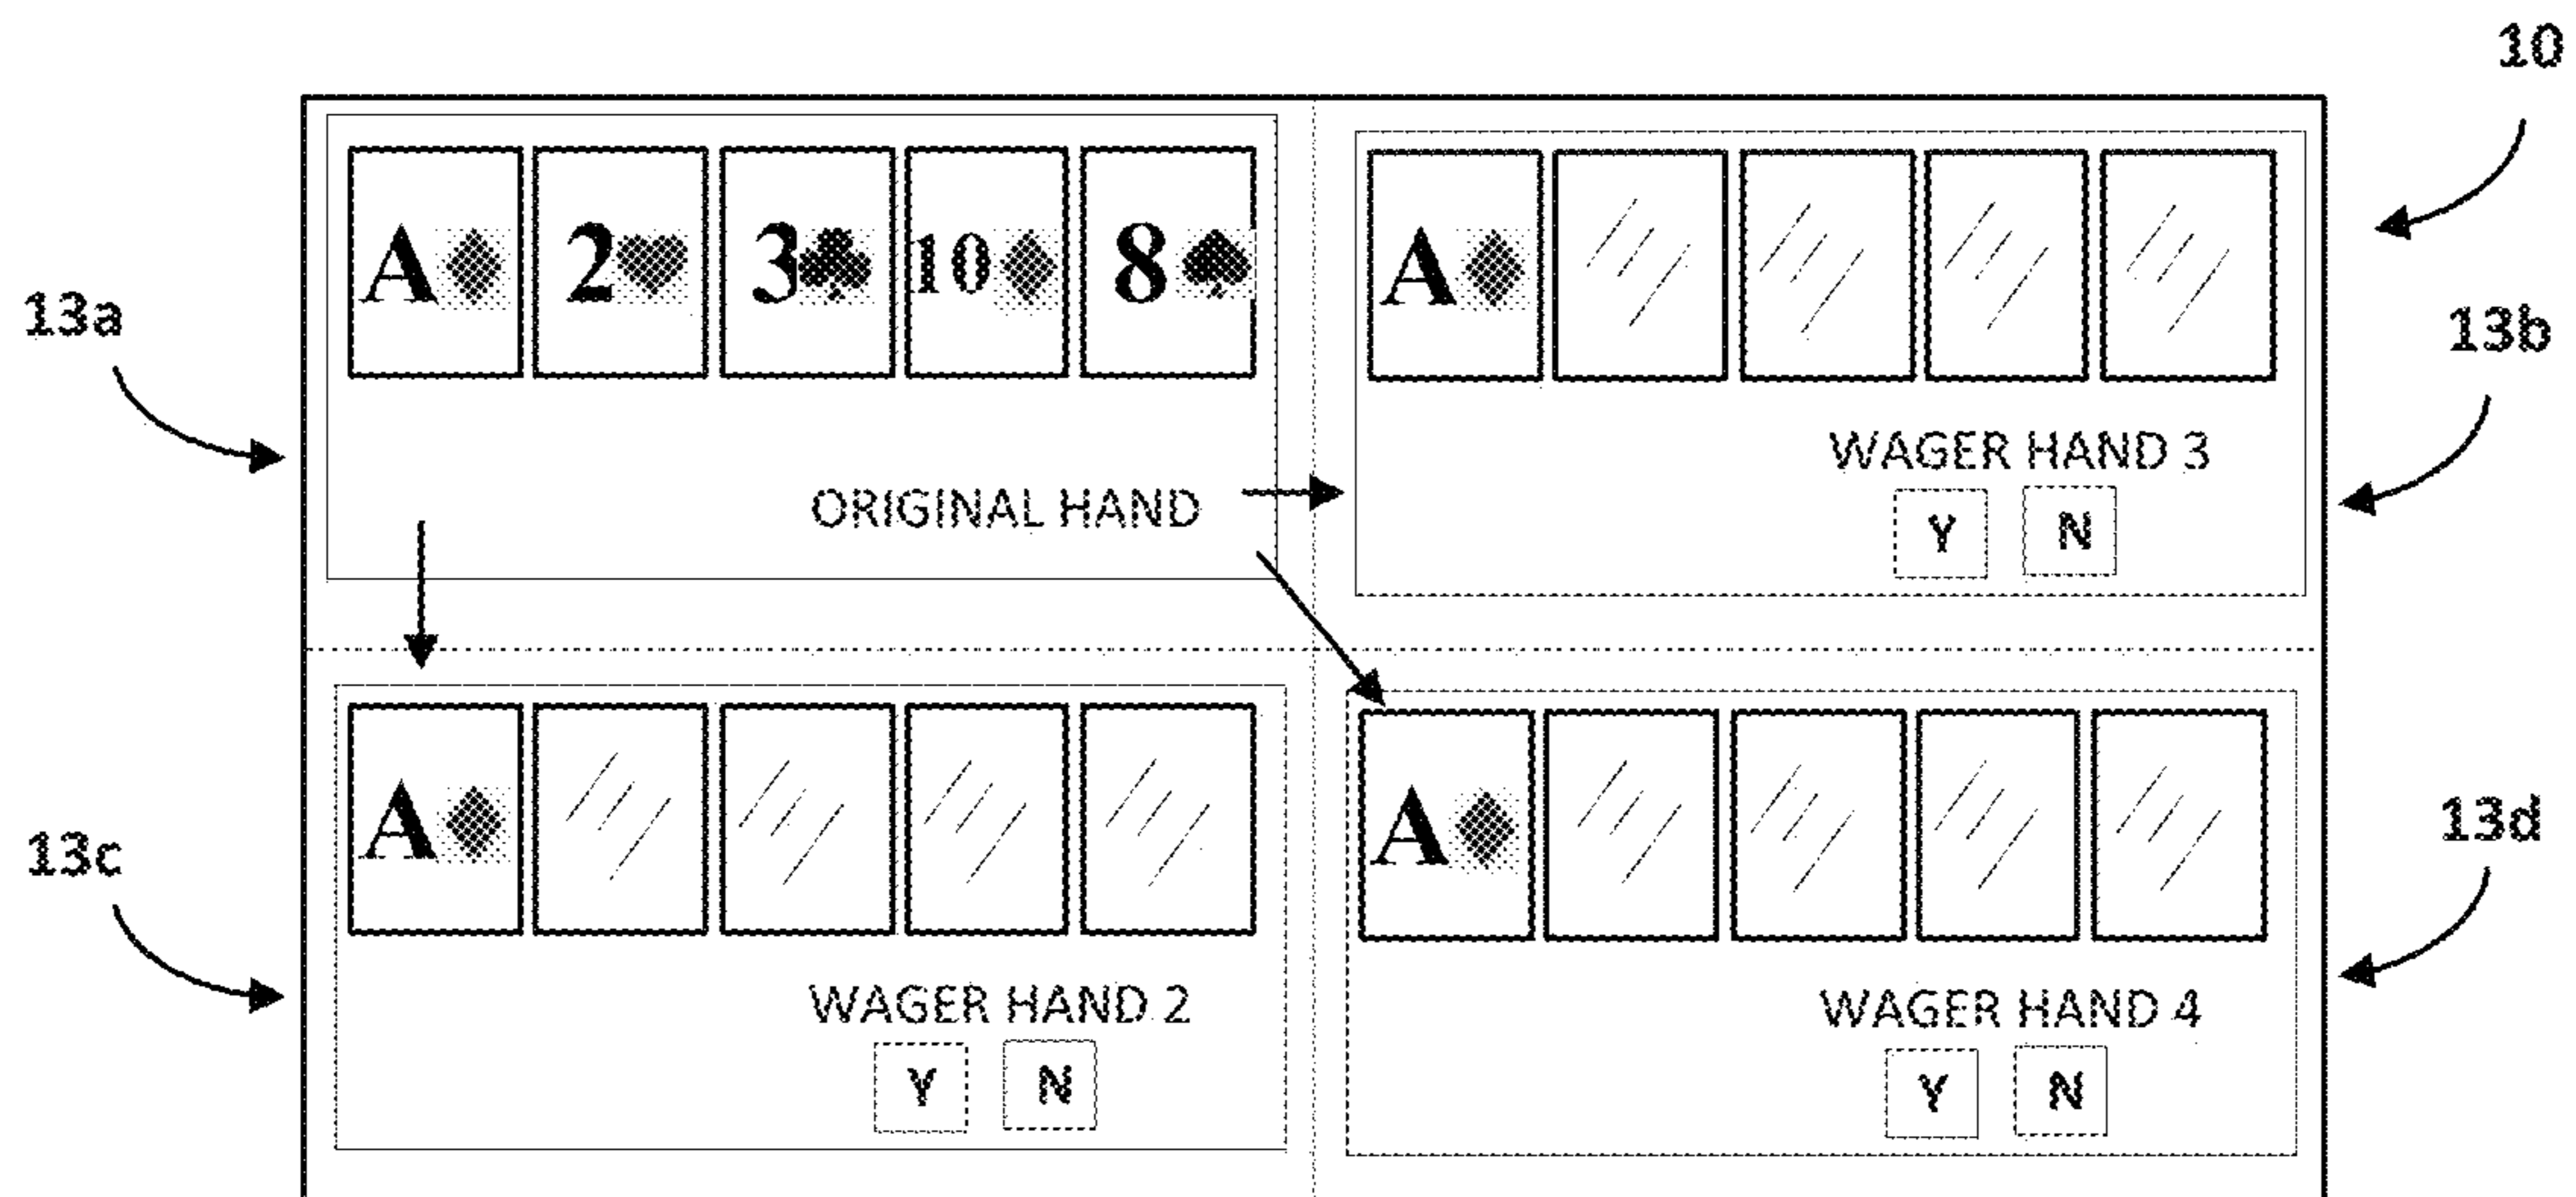 10
A 2 3 10 8
A
13a
13b
WAGER HAND 3
ORIGINAL HAND
Y N
A
A
13c
13d
WAGER HAND 2
WAGER HAND 4
Y N
Y N